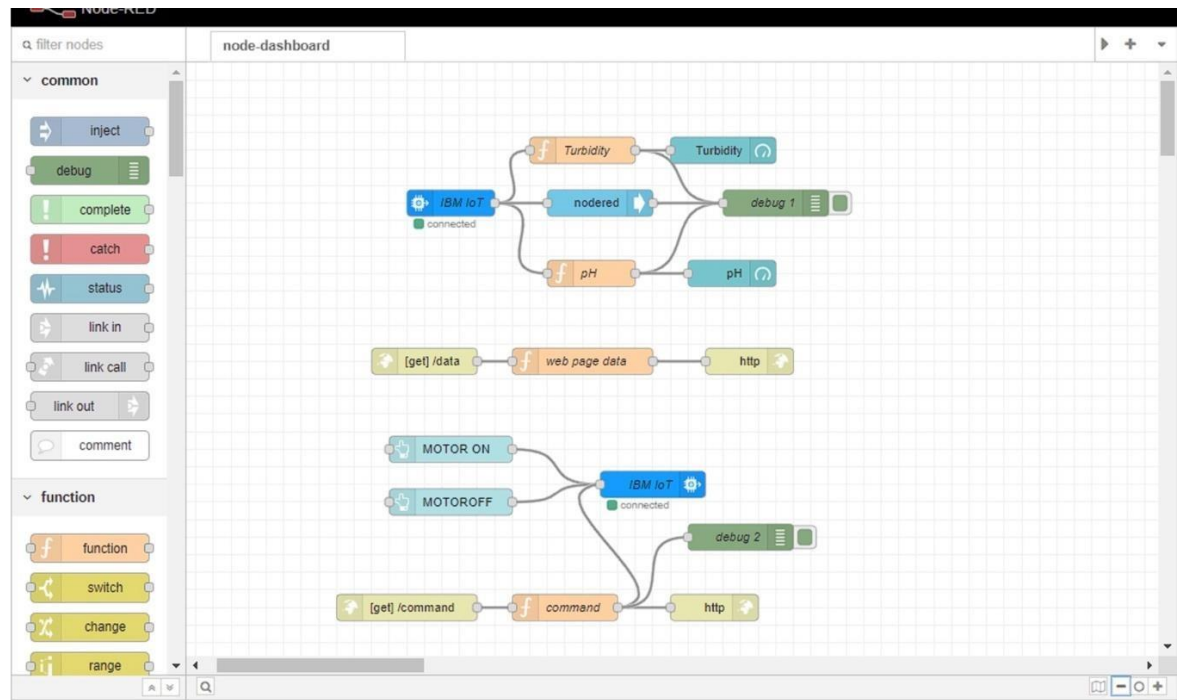 Node-RED
filter nodes
node-dashboard
common
inject
debug
complete
catch
status
link in
link call
link out
comment
function
function
switch
change
range
Turbidity
Turbidity
IBM IoT
connected
nodered
debug 1
pH
pH
[get] /data
web page data
http
MOTOR ON
MOTOROFF
IBM IoT
connected
debug 2
[get] /command
command
http